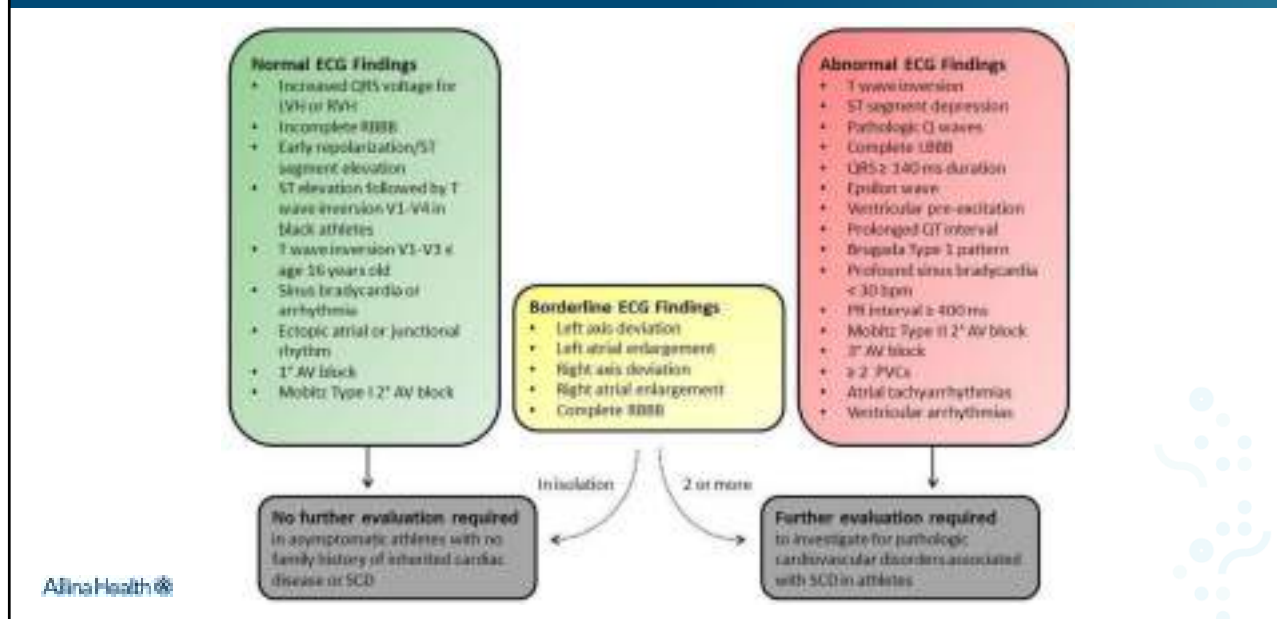 Normal ECG Findings
• Increased QRS voltage for
LVH or RVH
• Incomplete RBBB
• Early repolarization/ST
segment elevation
• ST elevation followed by T
wave inversion V1-V4 in
black athletes
• T wave inversion V1-V3 ≤
age 16 years old
• Sinus bradycardia or
arrhythmia
• Ectopic atrial or junctional
rhythm
• 1° AV block
• Mobitz Type I 2° AV block
Borderline ECG Findings
• Left axis deviation
• Left atrial enlargement
• Right axis deviation
• Right atrial enlargement
• Complete RBBB
Abnormal ECG Findings
• T wave inversion
• ST segment depression
• Pathologic Q waves
• Complete LBBB
• QRS ≥ 140 ms duration
• Epsilon wave
• Ventricular pre-excitation
• Prolonged QT interval
• Brugada Type 1 pattern
• Profound sinus bradycardia
< 30 bpm
• PR interval ≥ 400 ms
• Mobitz Type II 2° AV block
• 3° AV block
• ≥ 2 PVCs
• Atrial tachyarrhythmias
• Ventricular arrhythmias
In isolation
2 or more
No further evaluation required
in asymptomatic athletes with no
family history of inherited cardiac
disease or SCD
Further evaluation required
to investigate for pathologic
cardiovascular disorders associated
with SCD in athletes
Allina Health